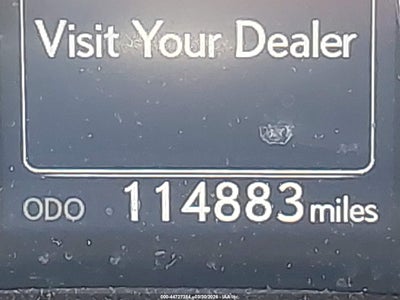 Visit Your Dealer
ODO 114883 miles